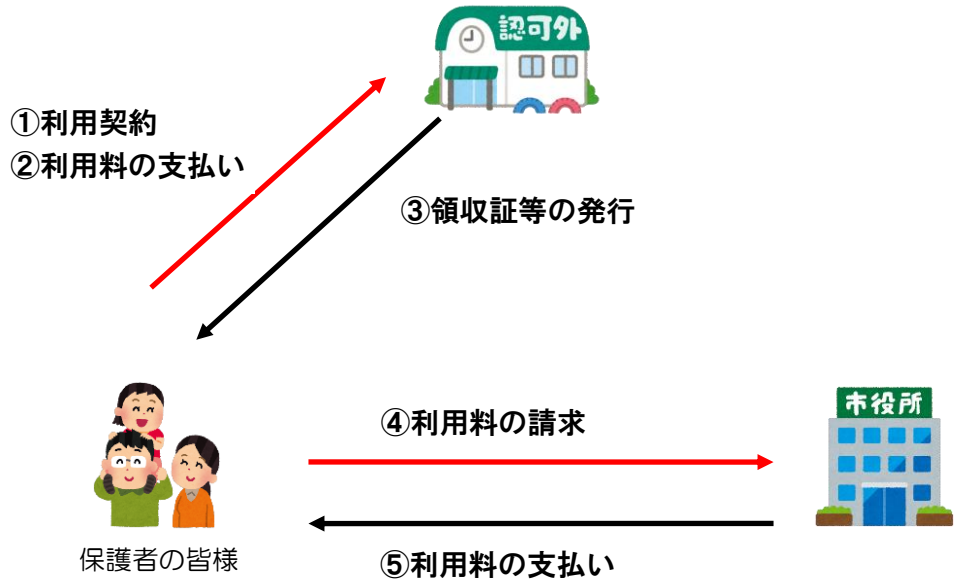 認可外
①利用契約
②利用料の支払い
③領収証等の発行
市役所
④利用料の請求
保護者の皆様
⑤利用料の支払い